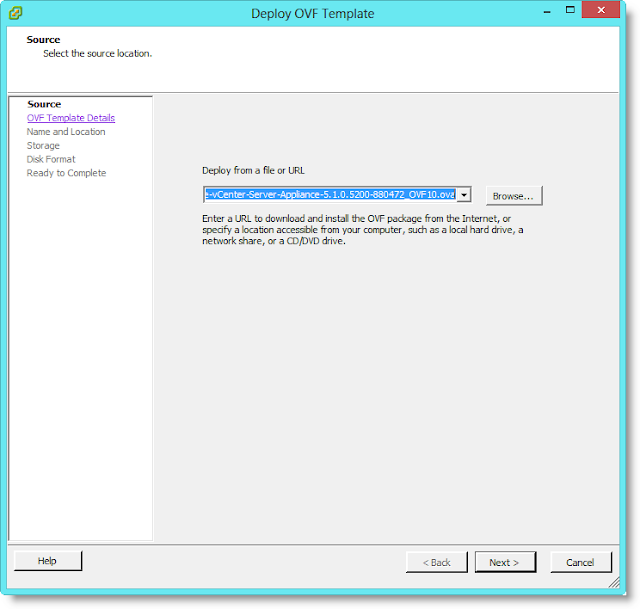 Deploy OVF Template
Source
Select the source location.
Source
OVF Template Details
Name and Location
Storage
Disk Format
Ready to Complete
Deploy from a file or URL
e-vCenter-Server-Appliance-5.1.0.5200-880472_OVF10.ova
Browse...
Enter a URL to download and install the OVF package from the Internet, or
specify a location accessible from your computer, such as a local hard drive, a
network share, or a CD/DVD drive.
Help
< Back
Next >
Cancel